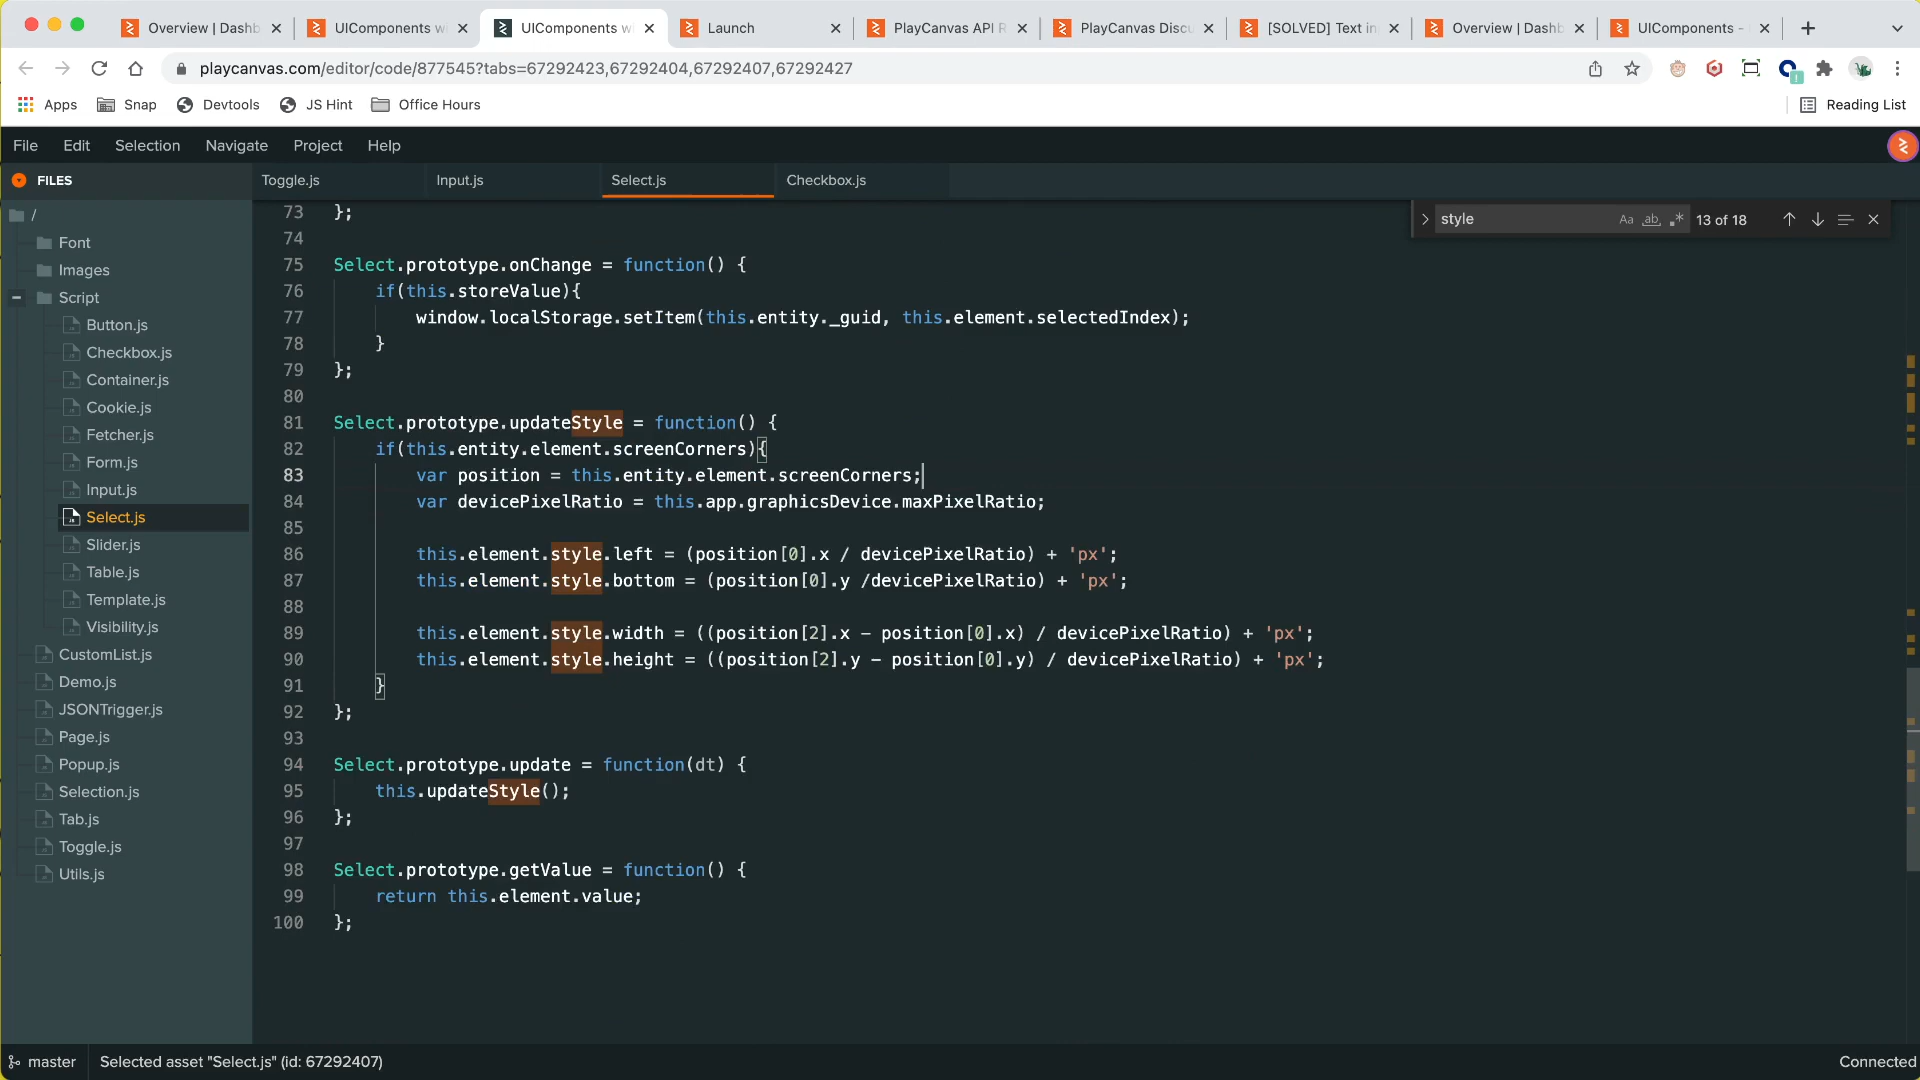 Overview | Dashb
UIComponents wi
UIComponents wi
Launch
PlayCanvas API R
PlayCanvas Discu
[SOLVED] Text in
Overview | Dashb
UIComponents -
playcanvas.com/editor/code/877545?tabs=67292423,67292404,67292407,67292427
Apps
Snap
Devtools
JS Hint
Office Hours
Reading List
File
Edit
Selection
Navigate
Project
Help
FILES
Toggle.js
Input.js
Select.js
Checkbox.js
style
Aa
ab
13 of 18
/
Font
Images
Script
Button.js
Checkbox.js
Container.js
Cookie.js
Fetcher.js
Form.js
Input.js
Select.js
Slider.js
Table.js
Template.js
Visibility.js
CustomList.js
Demo.js
JSONTrigger.js
Page.js
Popup.js
Selection.js
Tab.js
Toggle.js
Utils.js
73 };
74
75 Select.prototype.onChange = function() {
76 if(this.storeValue){
77 window.localStorage.setItem(this.entity._guid, this.element.selectedIndex);
78 }
79 };
80
81 Select.prototype.updateStyle = function() {
82 if(this.entity.element.screenCorners){
83 var position = this.entity.element.screenCorners;
84 var devicePixelRatio = this.app.graphicsDevice.maxPixelRatio;
85
86 this.element.style.left = (position[0].x / devicePixelRatio) + 'px';
87 this.element.style.bottom = (position[0].y /devicePixelRatio) + 'px';
88
89 this.element.style.width = ((position[2].x - position[0].x) / devicePixelRatio) + 'px';
90 this.element.style.height = ((position[2].y - position[0].y) / devicePixelRatio) + 'px';
91 }
92 };
93
94 Select.prototype.update = function(dt) {
95 this.updateStyle();
96 };
97
98 Select.prototype.getValue = function() {
99 return this.element.value;
100 };
master
Selected asset "Select.js" (id: 67292407)
Connected